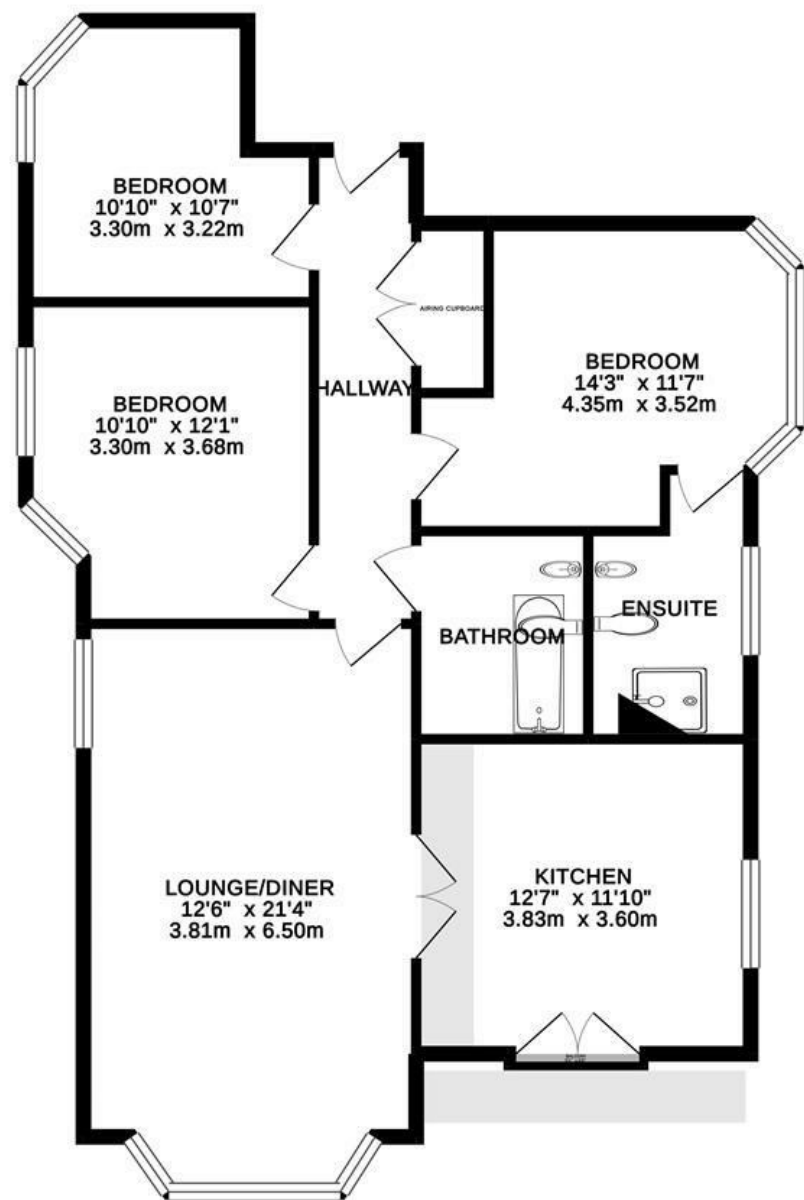 BEDROOM
10'10" x 10'7"
3.30m x 3.22m
AIRING CUPBOARD
BEDROOM
14'3" x 11'7"
4.35m x 3.52m
HALLWAY
BEDROOM
10'10" x 12'1"
3.30m x 3.68m
ENSUITE
BATHROOM
LOUNGE/DINER
12'6" x 21'4"
3.81m x 6.50m
KITCHEN
12'7" x 11'10"
3.83m x 3.60m